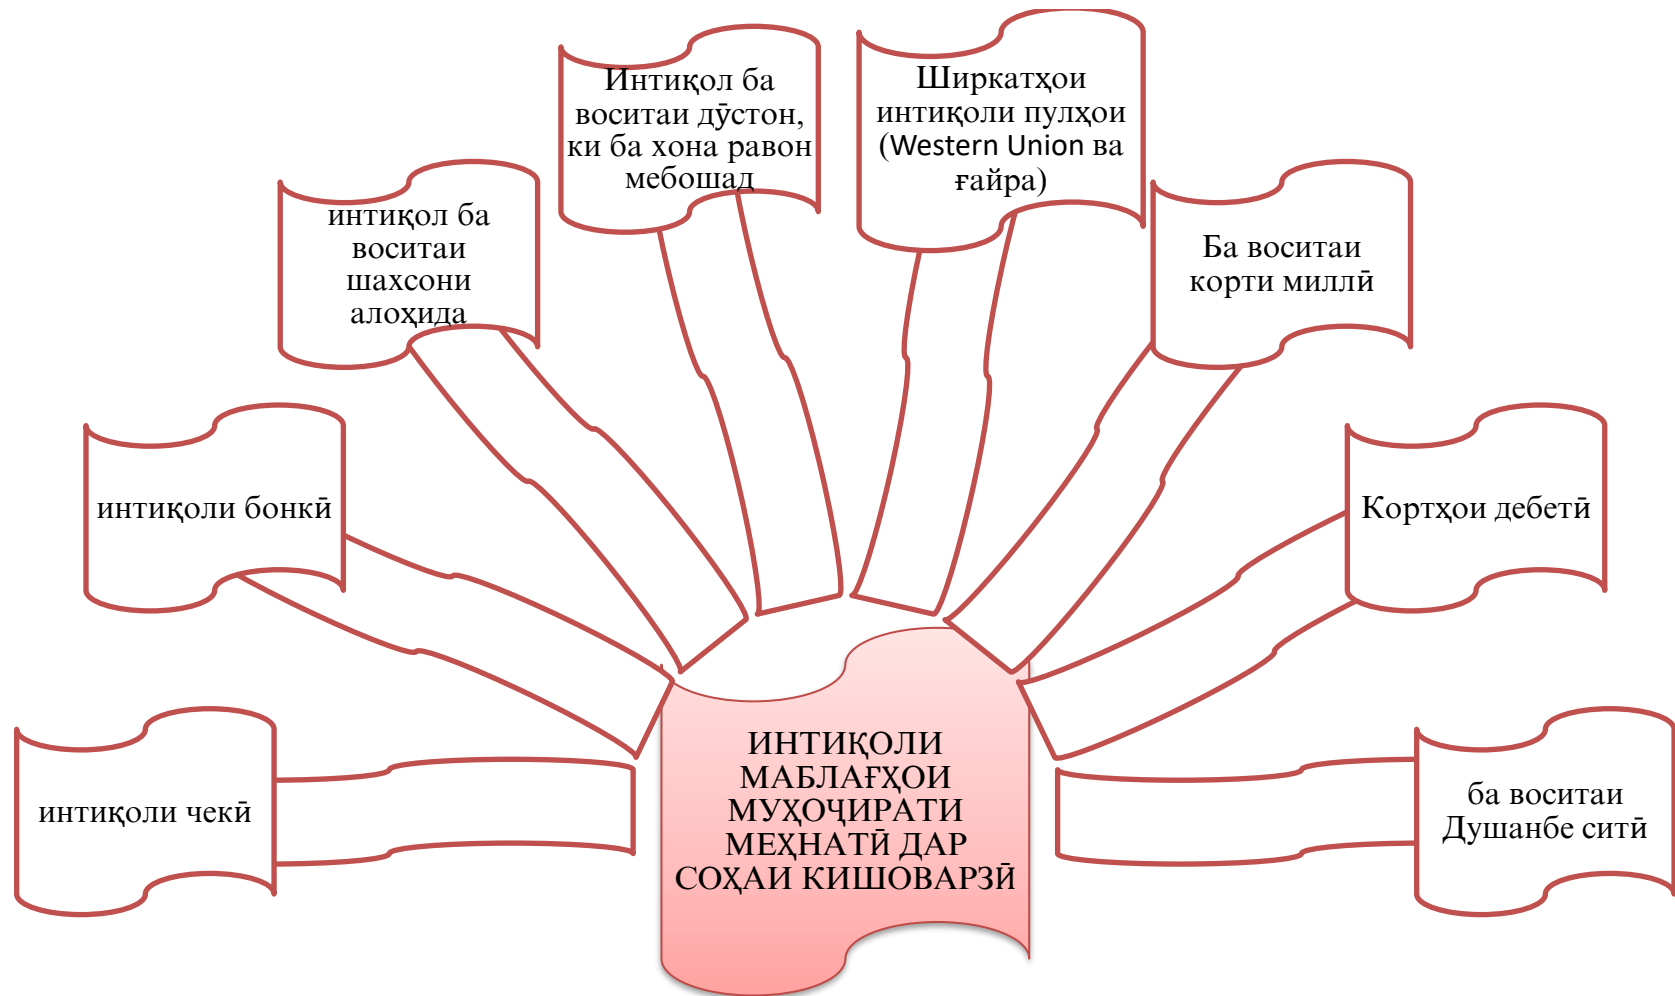 Интиқол ба
воситаи дӯстон,
ки ба хона равон
мебошад
Ширкатҳои
интиқоли пулҳои
(Western Union ва
ғайра)
интиқол ба
воситаи
шахсони
алоҳида
Ба воситаи
корти миллӣ
интиқоли бонкӣ
Кортҳои дебетӣ
интиқоли чекӣ
ба воситаи
Душанбе ситӣ
ИНТИҚОЛИ
МАБЛАҒҲОИ
МУҲОҶИРАТИ
МЕҲНАТӢ ДАР
СОҲАИ КИШОВАРЗӢ